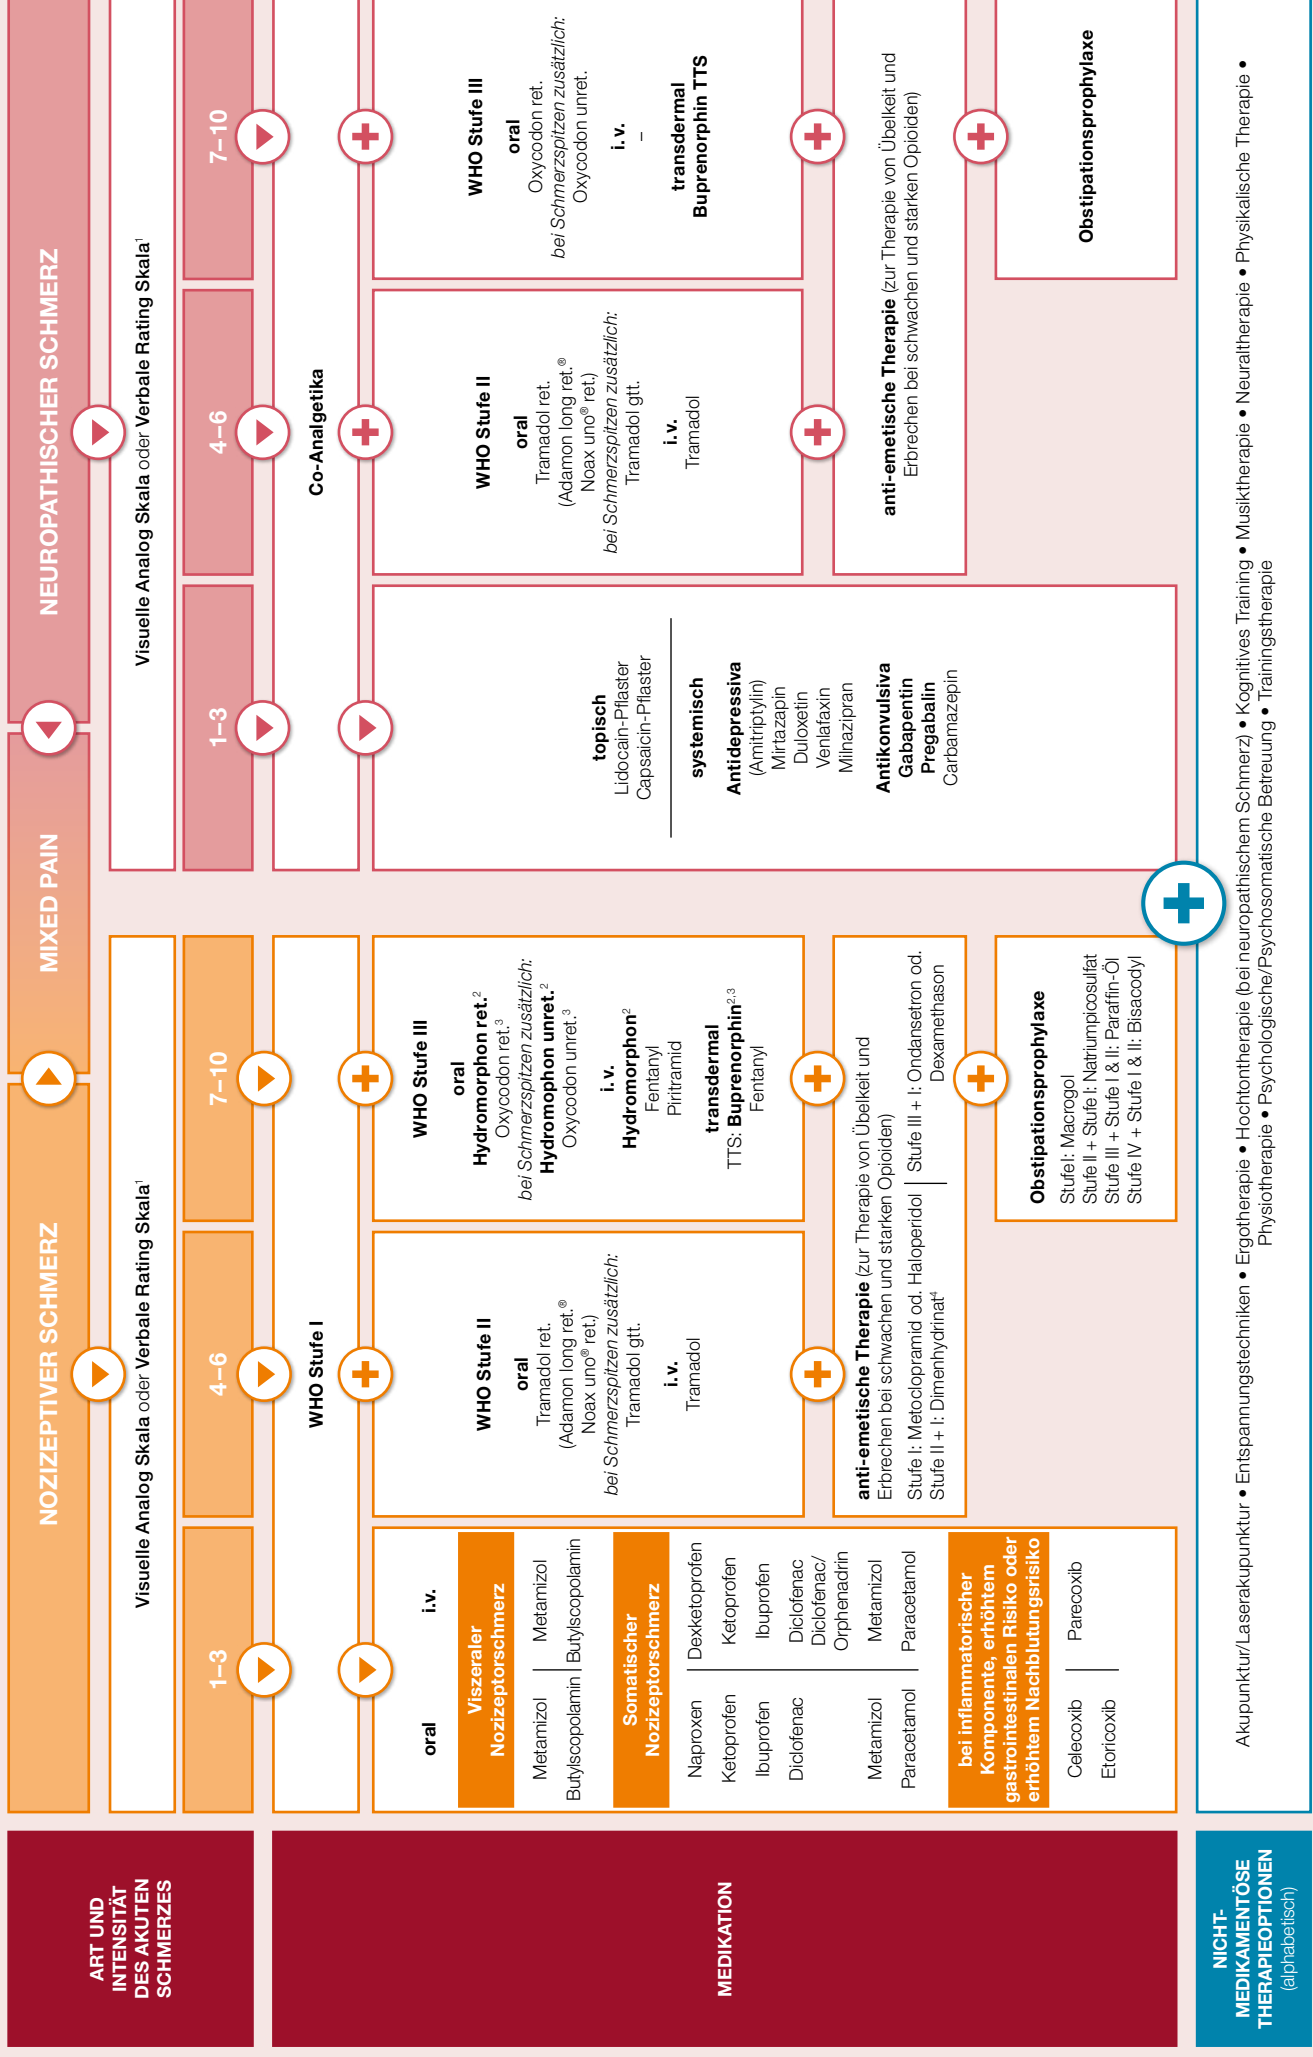 ART UND
INTENSITÄT
DES AKUTEN
SCHMERZES
NOZIZEPTIVER SCHMERZ
MIXED PAIN
NEUROPATHISCHER SCHMERZ
Visuelle Analog Skala oder Verbale Rating Skala¹
Visuelle Analog Skala oder Verbale Rating Skala¹
1–3
4–6
7–10
1–3
4–6
7–10
MEDIKATION
WHO Stufe I
Co-Analgetika
oral i.v.
Viszeraler
Nozizeptorschmerz
Metamizol Metamizol
Butylscopolamin Butylscopolamin
Somatischer
Nozizeptorschmerz
Naproxen Dexketoprofen
Ketoprofen Ketoprofen
Ibuprofen Ibuprofen
Diclofenac Diclofenac
Diclofenac/
Orphenadrin
Metamizol Metamizol
Paracetamol Paracetamol
bei inflammatorischer
Komponente, erhöhtem
gastrointestinalen Risiko oder
erhöhtem Nachblutungsrisiko
Celecoxib Parecoxib
Etoricoxib
WHO Stufe II
oral
Tramadol ret.
(Adamon long ret.®
Noax uno® ret.)
bei Schmerzspitzen zusätzlich:
Tramadol gtt.
i.v.
Tramadol
WHO Stufe III
oral
Hydromorphon ret.²
Oxycodon ret.³
bei Schmerzspitzen zusätzlich:
Hydromophon unret.²
Oxycodon unret.³
i.v.
Hydromorphon²
Fentanyl
Piritramid
transdermal
TTS: Buprenorphin²,³
Fentanyl
anti-emetische Therapie (zur Therapie von Übelkeit und
Erbrechen bei schwachen und starken Opioiden)
Stufe I: Metoclopramid od. Haloperidol Stufe III + I: Ondansetron od.
Stufe II + I: Dimenhydrinat⁴ Dexamethason
Obstipationsprophylaxe
Stufe I: Macrogol
Stufe II + Stufe I: Natriumpicosulfat
Stufe III + Stufe I & II: Paraffin-Öl
Stufe IV + Stufe I & II: Bisacodyl
topisch
Lidocain-Pflaster
Capsaicin-Pflaster
systemisch
Antidepressiva
(Amitriptylin)
Mirtazapin
Duloxetin
Venlafaxin
Milnazipran
Antikonvulsiva
Gabapentin
Pregabalin
Carbamazepin
WHO Stufe II
oral
Tramadol ret.
(Adamon long ret.®
Noax uno® ret.)
bei Schmerzspitzen zusätzlich:
Tramadol gtt.
i.v.
Tramadol
WHO Stufe III
oral
Oxycodon ret.
bei Schmerzspitzen zusätzlich:
Oxycodon unret.
i.v.
–
transdermal
Buprenorphin TTS
anti-emetische Therapie (zur Therapie von Übelkeit und
Erbrechen bei schwachen und starken Opioiden)
Obstipationsprophylaxe
NICHT-
MEDIKAMENTÖSE
THERAPIEOPTIONEN
(alphabetisch)
Akupunktur/Laserakupunktur • Entspannungstechniken • Ergotherapie • Hochtontherapie (bei neuropathischem Schmerz) • Kognitives Training • Musiktherapie • Neuraltherapie • Physikalische Therapie •
Physiotherapie • Psychologische/Psychosomatische Betreuung • Trainingstherapie